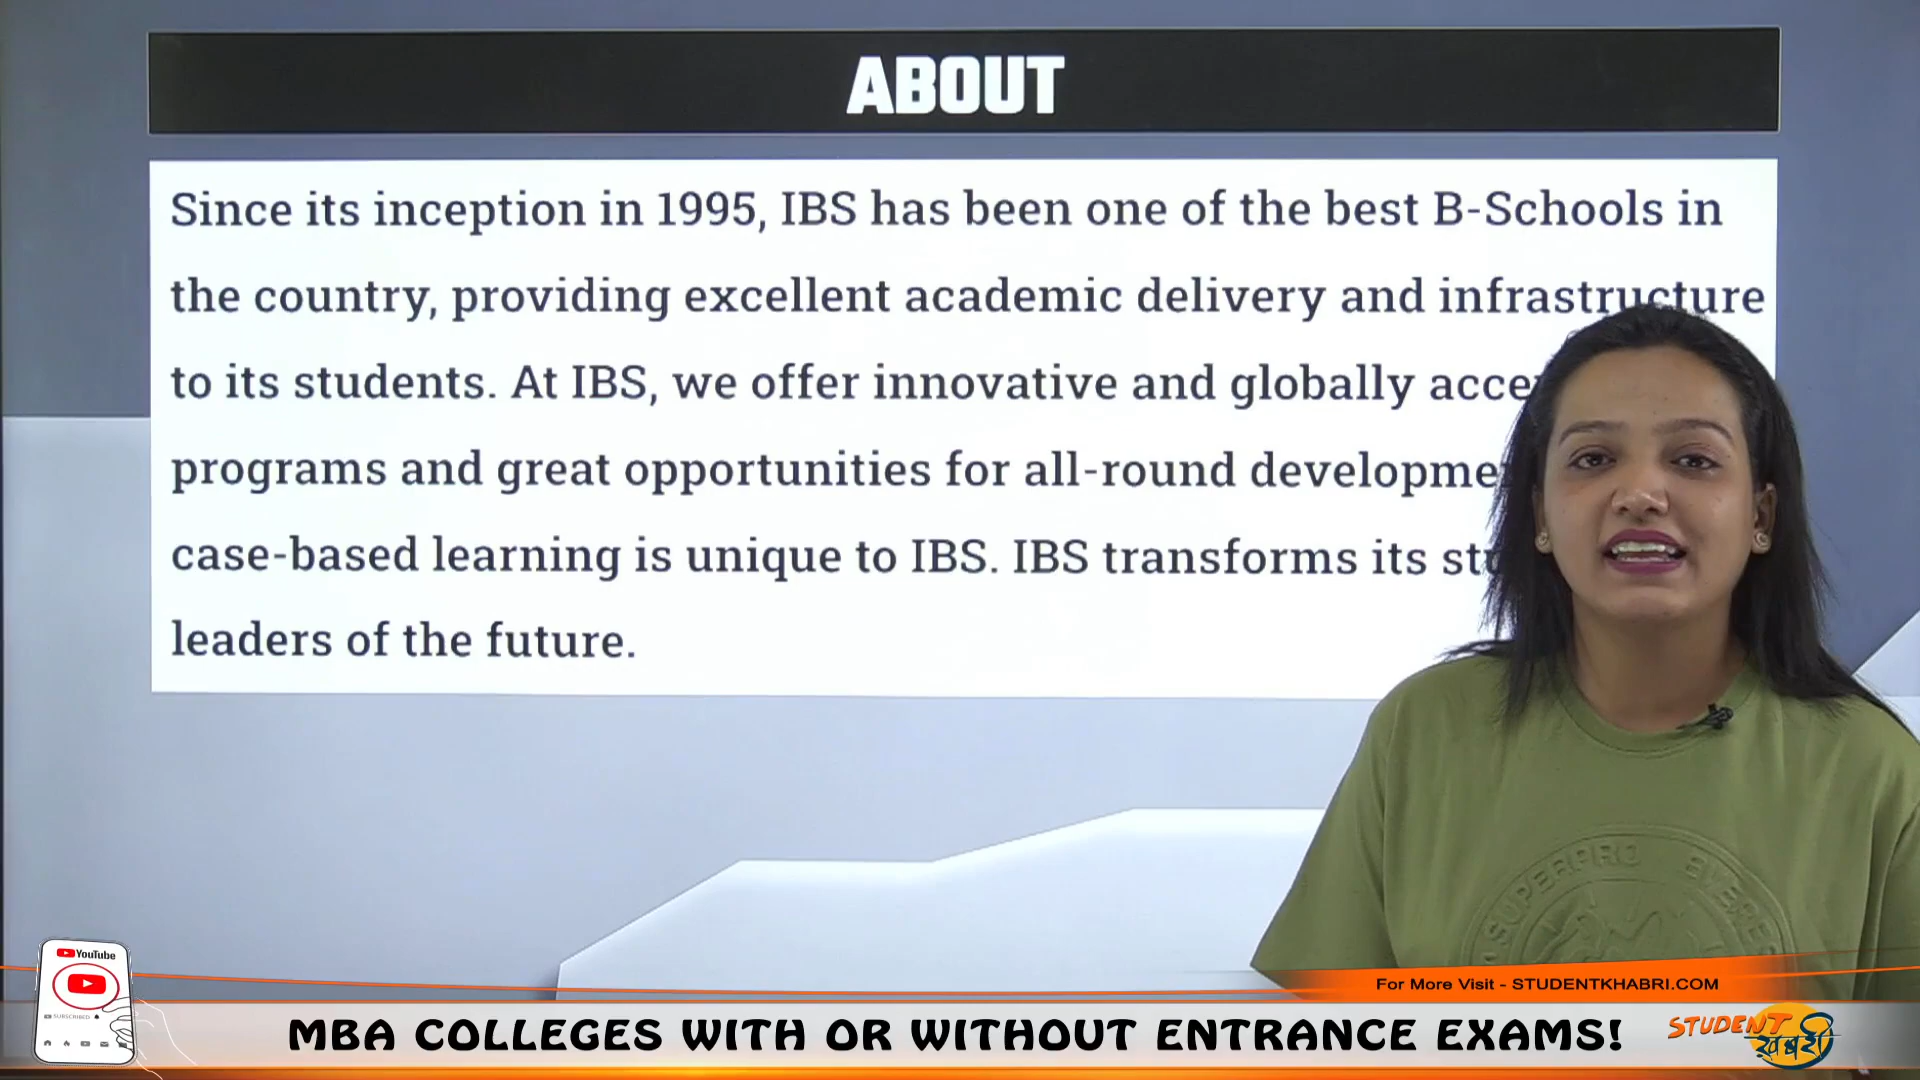 ABOUT
Since its inception in 1995, IBS has been one of the best B-Schools in
the country, providing excellent academic delivery and infrastructure
to its students. At IBS, we offer innovative and globally
programs and great opportunities for all-round
case-based learning is unique to IBS. IBS transforms its
leaders of the future.
SUPERPRO
YouTube
SUBSCRIBED
For More Visit - STUDENTKHABRI.COM
MBA COLLEGES WITH OR WITHOUT ENTRANCE EXAMS!
STUDENT
ख़बरी